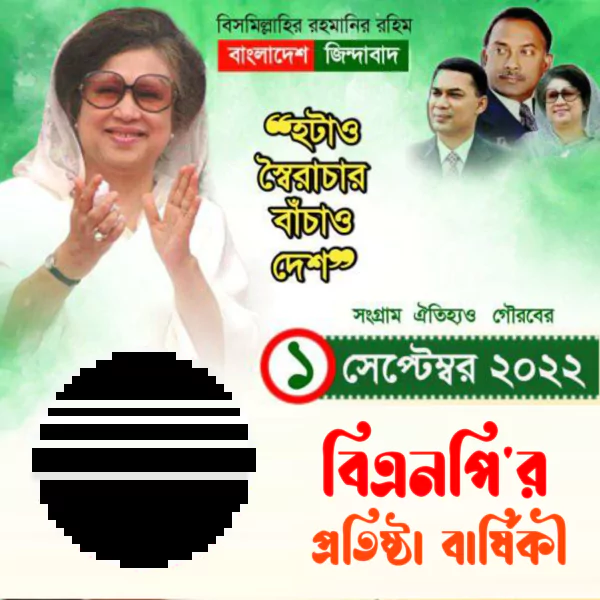 বিসমিল্লাহির রহমানির রহিম
বাংলাদেশ জিন্দাবাদ
“হটাও
স্বৈরাচার
বাঁচাও
দেশ”
সংগ্রাম ঐতিহ্যও গৌরবের
১ সেপ্টেম্বর ২০২২
বিএনপি'র
প্রতিষ্ঠা বার্ষিকী